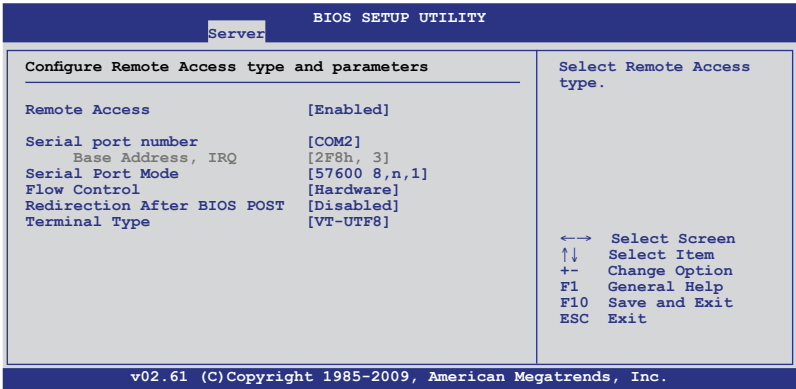 BIOS SETUP UTILITY
Server
Configure Remote Access type and parameters
Remote Access [Enabled]
Serial port number [COM2]
Base Address, IRQ [2F8h, 3]
Serial Port Mode [57600 8,n,1]
Flow Control [Hardware]
Redirection After BIOS POST [Disabled]
Terminal Type [VT-UTF8]
Select Remote Access
type.
←→ Select Screen
↑↓ Select Item
+- Change Option
F1 General Help
F10 Save and Exit
ESC Exit
v02.61 (C)Copyright 1985-2009, American Megatrends, Inc.